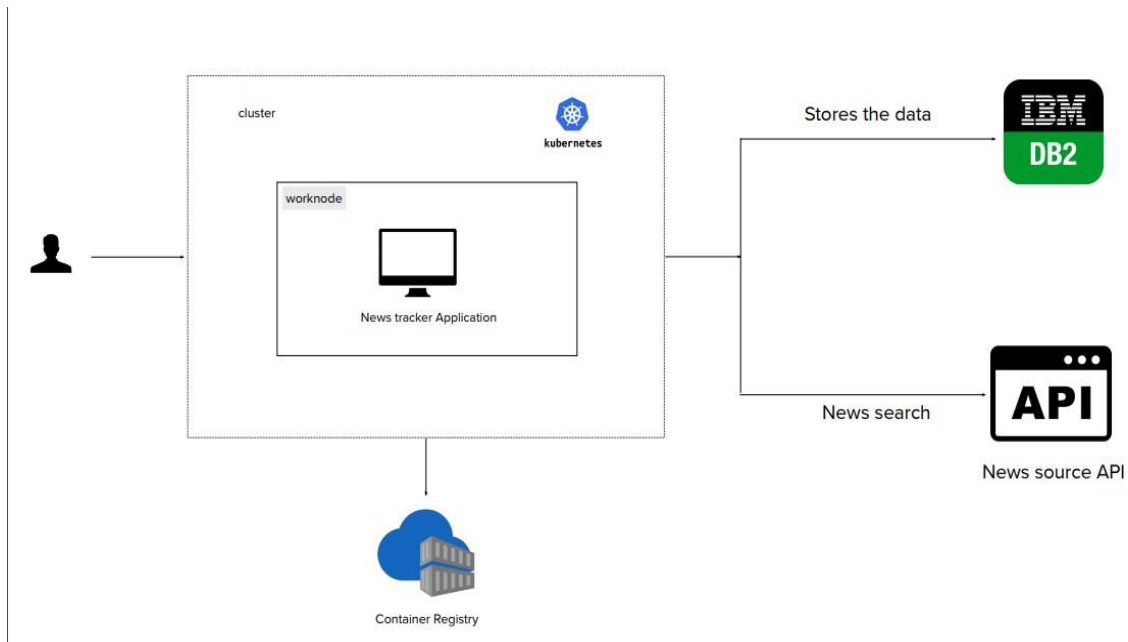 cluster
kubernetes
worknode
News tracker Application
Stores the data
IBM
DB2
News search
API
News source API
Container Registry